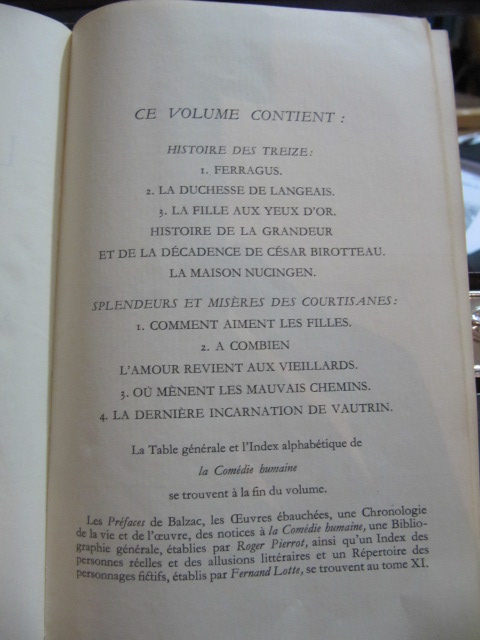 CE VOLUME CONTIENT :
HISTOIRE DES TREIZE :
1. FERRAGUS.
2. LA DUCHESSE DE LANGEAIS.
3. LA FILLE AUX YEUX D'OR.
HISTOIRE DE LA GRANDEUR
ET DE LA DÉCADENCE DE CÉSAR BIROTTEAU.
LA MAISON NUCINGEN.
SPLENDEURS ET MISÈRES DES COURTISANES :
1. COMMENT AIMENT LES FILLES.
2. A COMBIEN
L'AMOUR REVIENT AUX VIEILLARDS.
3. OÙ MÈNENT LES MAUVAIS CHEMINS.
4. LA DERNIÈRE INCARNATION DE VAUTRIN.
La Table générale et l'Index alphabétique de
la Comédie humaine
se trouvent à la fin du volume.
Les Préfaces de Balzac, les Œuvres ébauchées, une Chronologie
de la vie et de l'œuvre, des notices à la Comédie humaine, une Biblio-
graphie générale, établies par Roger Pierrot, ainsi qu'un Index des
personnes réelles et des allusions littéraires et un Répertoire des
personnages fictifs, établis par Fernand Lotte, se trouvent au tome XI.